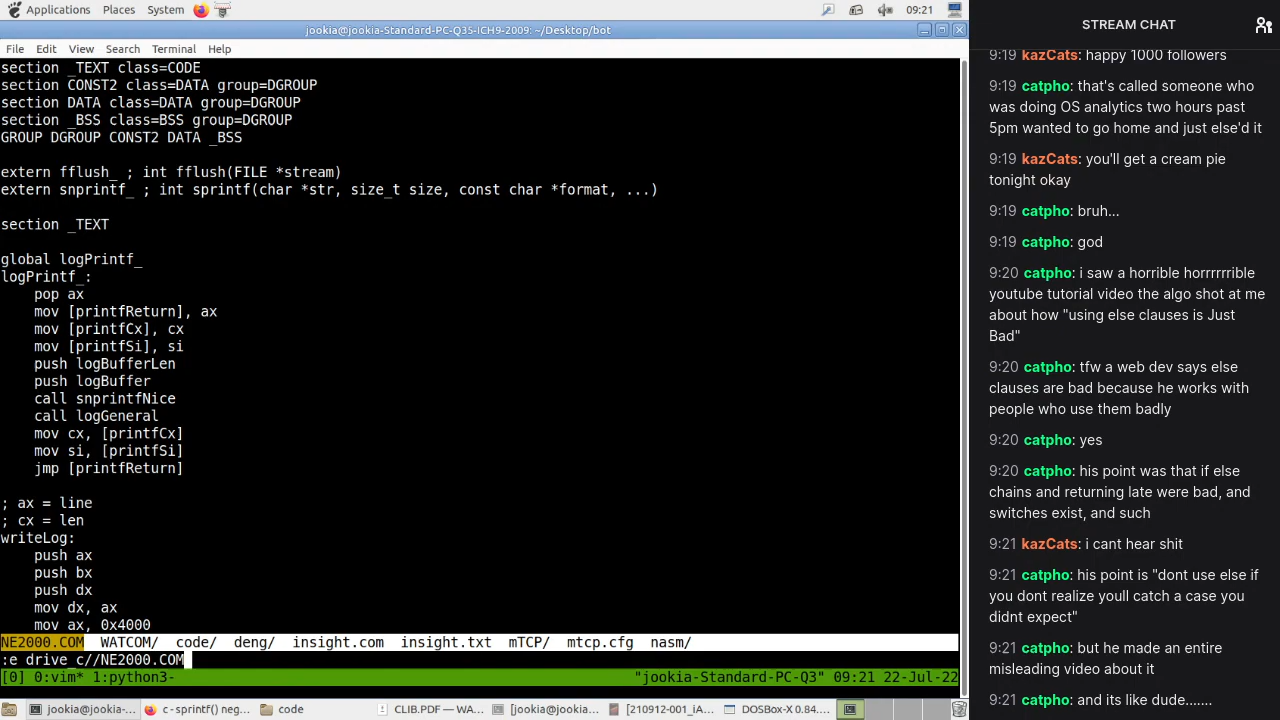 Applications Places System 09:21
jookia@jookia-Standard-PC-Q35-ICH9-2009: ~/Desktop/bot
File Edit View Search Terminal Help
section _TEXT class=CODE
section CONST2 class=DATA group=DGROUP
section DATA class=DATA group=DGROUP
section _BSS class=BSS group=DGROUP
GROUP DGROUP CONST2 DATA _BSS
extern fflush_ ; int fflush(FILE *stream)
extern snprintf_ ; int sprintf(char *str, size_t size, const char *format, ...)
section _TEXT
global logPrintf_
logPrintf_:
pop ax
mov [printfReturn], ax
mov [printfCx], cx
mov [printfSi], si
push logBufferLen
push logBuffer
call snprintfNice
call logGeneral
mov cx, [printfCx]
mov si, [printfSi]
jmp [printfReturn]
; ax = line
; cx = len
writeLog:
push ax
push bx
push dx
mov dx, ax
mov ax, 0x4000
NE2000.COM WATCOM/ code/ deng/ insight.com insight.txt mTCP/ mtcp.cfg nasm/
:e drive_c//NE2000.COM
[0] 0:vim* 1:python3- "jookia-Standard-PC-Q3" 09:21 22-Jul-22
jookia@jookia-... c - sprintf() neg... code CLIB.PDF — WA... [jookia@jookia-... [210912-001_iA... DOSBox-X 0.84....
STREAM CHAT
9:19 kazCats: happy 1000 followers
9:19 catpho: that's called someone who
was doing OS analytics two hours past
5pm wanted to go home and just else'd it
9:19 kazCats: you'll get a cream pie
tonight okay
9:19 catpho: bruh...
9:19 catpho: god
9:20 catpho: i saw a horrible horrrrrrible
youtube tutorial video the algo shot at me
about how "using else clauses is Just
Bad"
9:20 catpho: tfw a web dev says else
clauses are bad because he works with
people who use them badly
9:20 catpho: yes
9:20 catpho: his point was that if else
chains and returning late were bad, and
switches exist, and such
9:21 kazCats: i cant hear shit
9:21 catpho: his point is "dont use else if
you dont realize youll catch a case you
didnt expect"
9:21 catpho: but he made an entire
misleading video about it
9:21 catpho: and its like dude.......